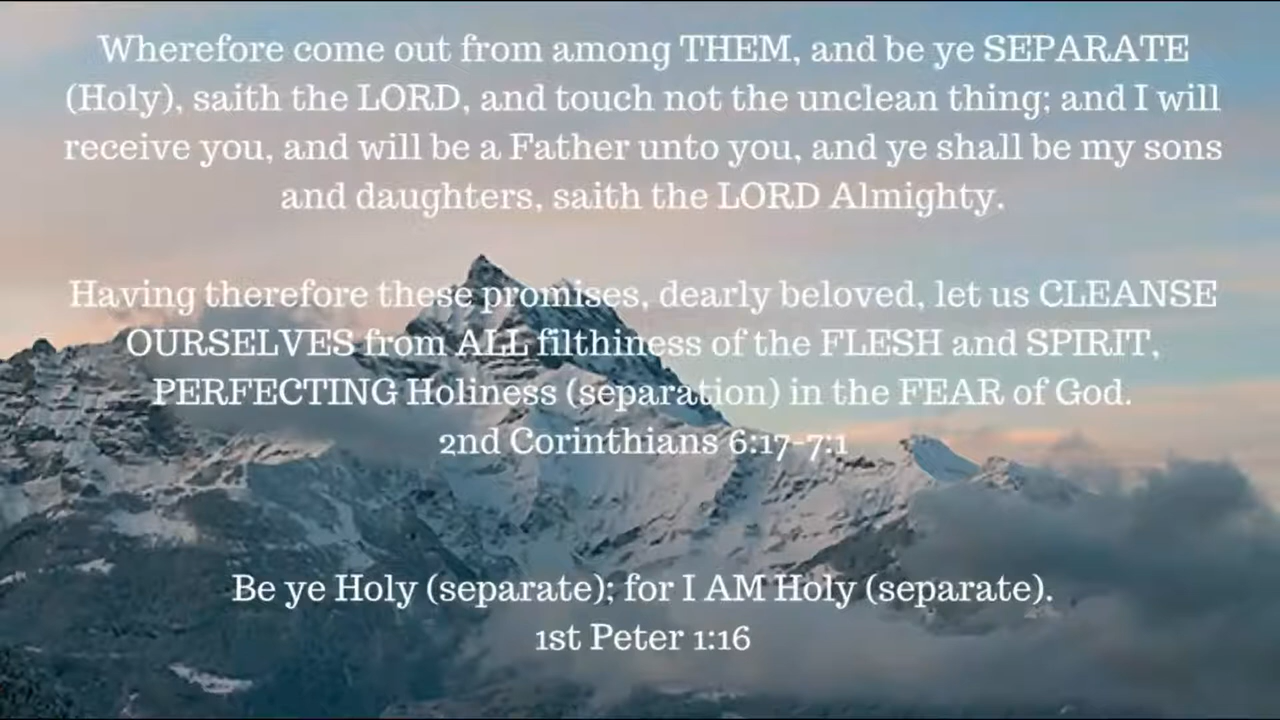 Wherefore come out from among THEM, and be ye SEPARATE
(Holy), saith the LORD, and touch not the unclean thing; and I will
receive you, and will be a Father unto you, and ye shall be my sons
and daughters, saith the LORD Almighty.
Having therefore these promises, dearly beloved, let us CLEANSE
OURSELVES from ALL filthiness of the FLESH and SPIRIT,
PERFECTING Holiness (separation) in the FEAR of God.
2nd Corinthians 6:17-7:1
Be ye Holy (separate); for I AM Holy (separate).
1st Peter 1:16